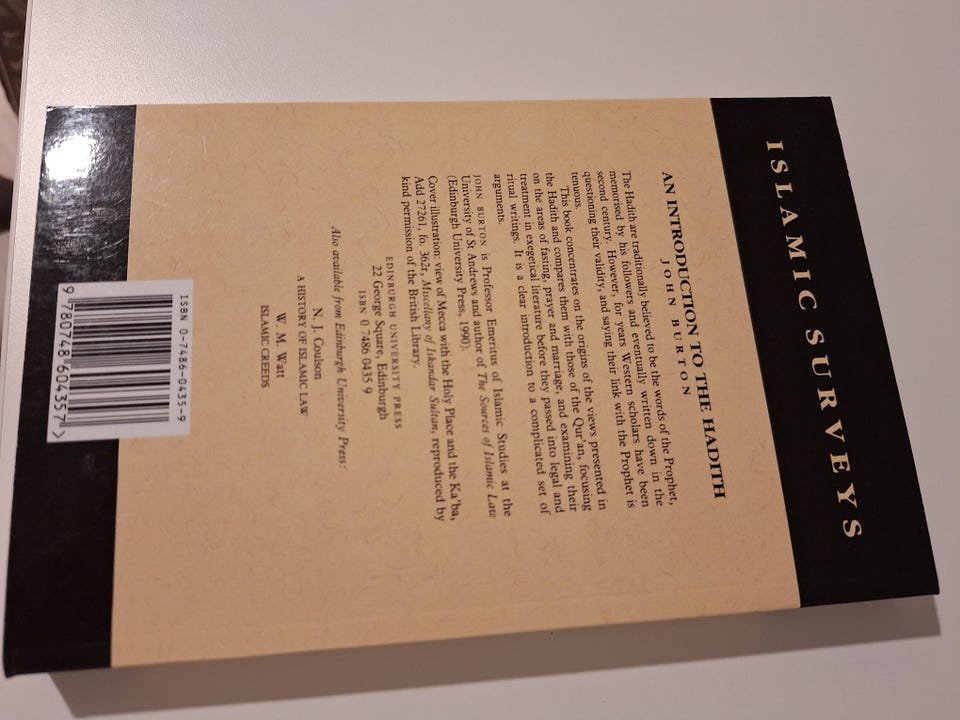 ISLAMIC SURVEYS
AN INTRODUCTION TO THE HADITH
JOHN BURTON
The Hadith are traditionally believed to be the words of the Prophet,
memorised by his followers and eventually written down in the
second century. However, for years Western scholars have been
questioning their validity, and saying their link with the Prophet is
tenuous.
This book concentrates on the origins of the views presented in
the Hadith and compares them with those of the Qur'an, focusing
on the areas of fasting, prayer and marriage, and examining their
treatment in exegetical literature before they passed into legal and
ritual writings. It is a clear introduction to a complicated set of
arguments.
JOHN BURTON is Professor Emeritus of Islamic Studies at the
University of St Andrews and author of The Sources of Islamic Law
(Edinburgh University Press, 1990).
Cover illustration: view of Mecca with the Holy Place and the Ka'ba,
Add 27261, fo. 362r, Miscellany of Iskandar Sultan, reproduced by
kind permission of the British Library.
EDINBURGH UNIVERSITY PRESS
22 George Square, Edinburgh
ISBN 0 7486 0435 9
Also available from Edinburgh University Press:
N. J. Coulson
A HISTORY OF ISLAMIC LAW
W. M. Watt
ISLAMIC CREEDS
ISBN 0-7486-0435-9
9 780748 604357 >